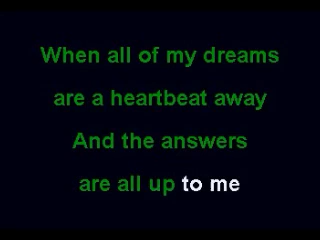 When all of my dreams
are a heartbeat away
And the answers
are all up to me